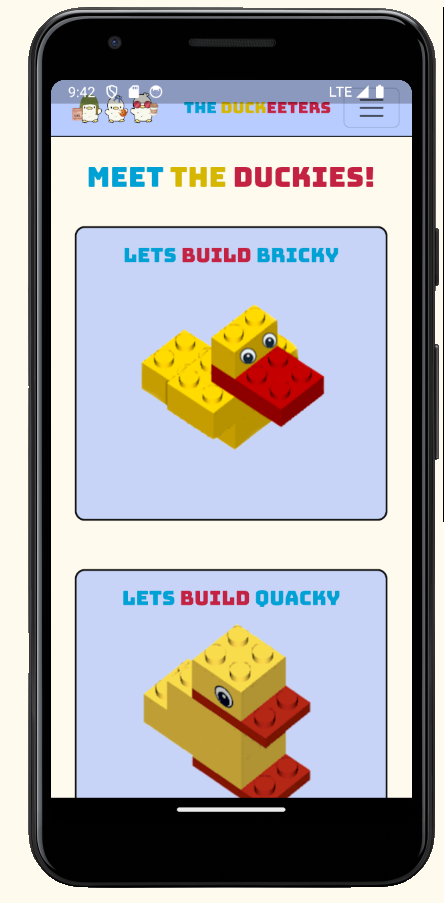 9:42 LTE
THE DUCKEETERS
MEET THE DUCKIES!
LETS BUILD BRICKY
LETS BUILD QUACKY